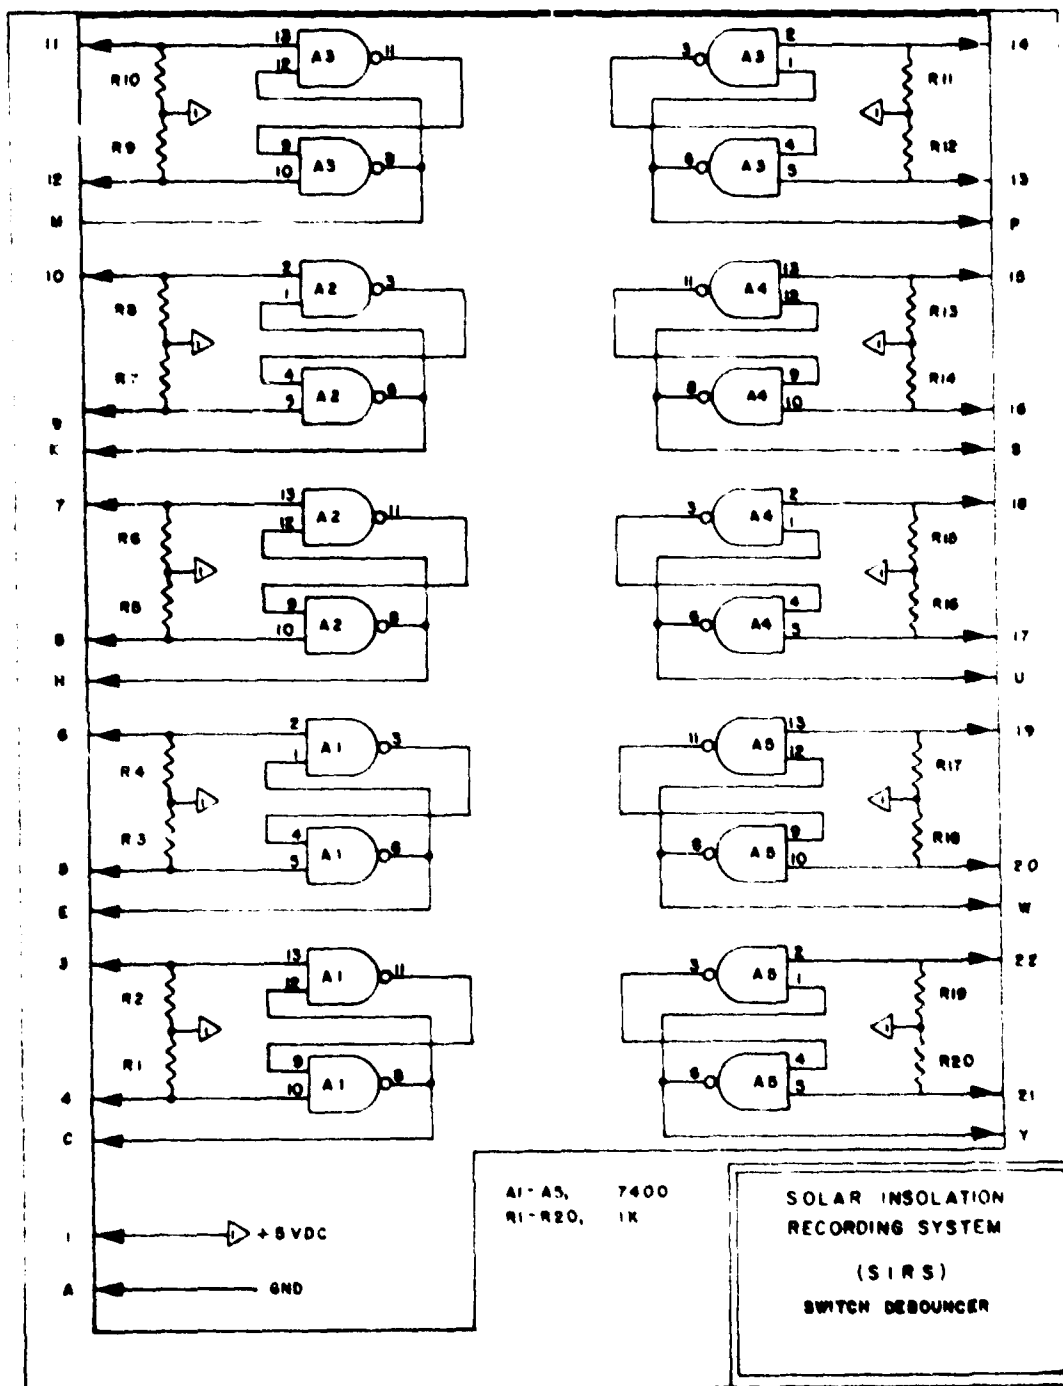 11
13
A3
11
12
R10
R9
9
A3
9
10
12
M
2
A3
3
1
14
R11
R12
4
A3
6
5
13
P
10
2
A2
3
1
R8
R7
4
A2
6
5
9
K
13
A4
11
12
15
R13
R14
9
A4
8
10
16
S
7
13
A2
11
12
R6
R5
9
A2
8
10
8
H
2
A4
3
1
18
R15
R16
4
A4
6
5
17
U
6
2
A1
3
1
R4
R3
4
A1
6
5
5
E
13
A5
11
12
19
R17
R18
9
A5
8
10
20
W
3
13
A1
11
12
R2
R1
9
A1
8
10
4
C
2
A5
3
1
22
R19
R20
4
A5
6
5
21
Y
1
1 +5VDC
A
GND
A1-A5, 7400
R1-R20, 1K
SOLAR INSOLATION
RECORDING SYSTEM
(SIRS)
SWITCH DEBOUNCER